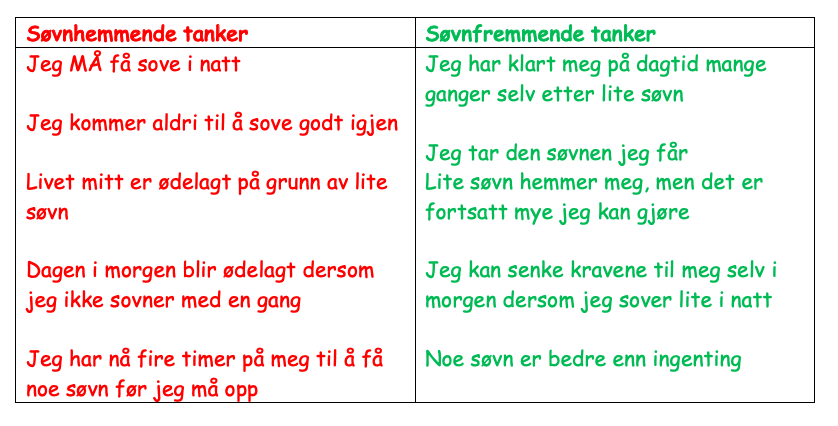 Søvnhemmende tanker
Jeg MÅ få sove i natt
Jeg kommer aldri til å sove godt igjen
Livet mitt er ødelagt på grunn av lite
søvn
Dagen i morgen blir ødelagt dersom
jeg ikke sovner med en gang
Jeg har nå fire timer på meg til å få
noe søvn før jeg må opp
Søvnfremmende tanker
Jeg har klart meg på dagtid mange
ganger selv etter lite søvn
Jeg tar den søvnen jeg får
Lite søvn hemmer meg, men det er
fortsatt mye jeg kan gjøre
Jeg kan senke kravene til meg selv i
morgen dersom jeg sover lite i natt
Noe søvn er bedre enn ingenting